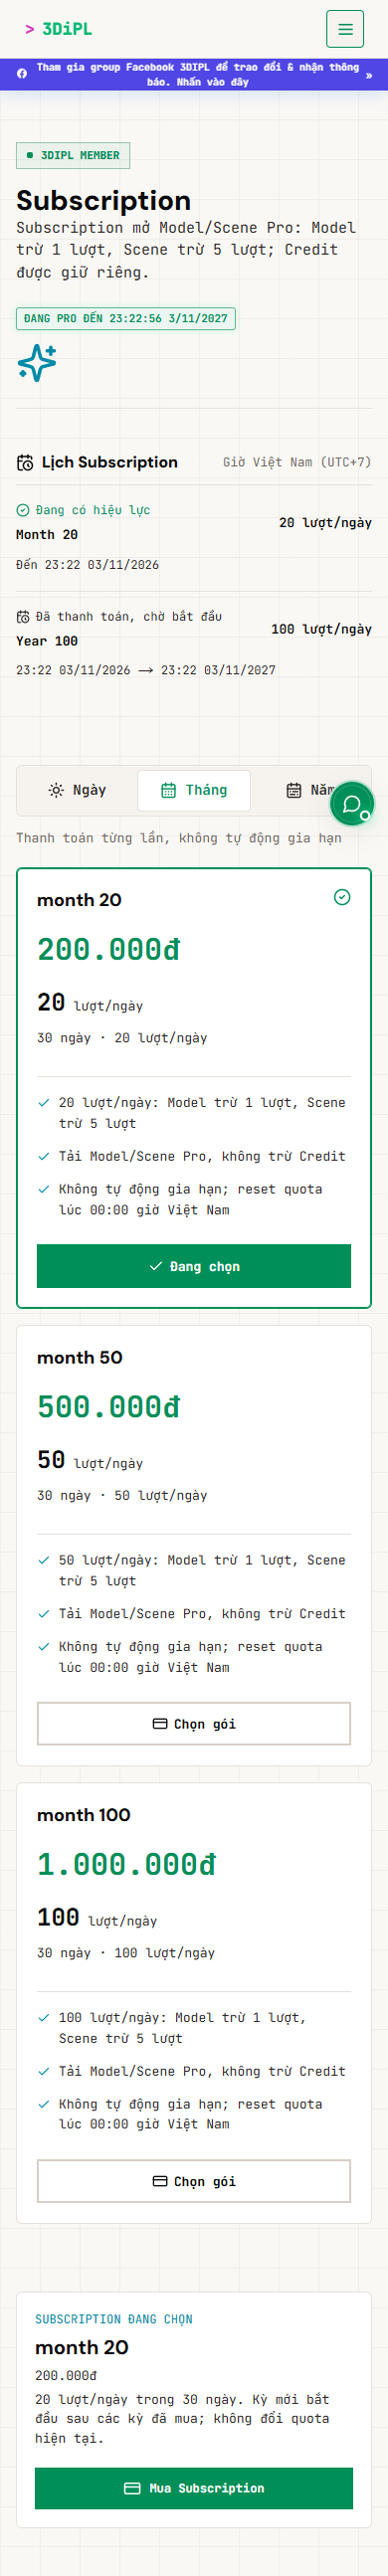 > 3DiPL
Tham gia group Facebook 3DIPL để trao đổi & nhận thông
báo. Nhấn vào đây
»
3DIPL MEMBER
Subscription
Subscription mở Model/Scene Pro: Model
trừ 1 lượt, Scene trừ 5 lượt; Credit
được giữ riêng.
ĐANG PRO ĐẾN 23:22:56 3/11/2027
Lịch Subscription
Giờ Việt Nam (UTC+7)
Đang có hiệu lực
Month 20
20 lượt/ngày
Đến 23:22 03/11/2026
Đã thanh toán, chờ bắt đầu
Year 100
100 lượt/ngày
23:22 03/11/2026 → 23:22 03/11/2027
Ngày
Tháng
Thanh toán từng lần, không tự động gia hạn
month 20
200.000đ
20 lượt/ngày
30 ngày · 20 lượt/ngày
20 lượt/ngày: Model trừ 1 lượt, Scene
trừ 5 lượt
Tải Model/Scene Pro, không trừ Credit
Không tự động gia hạn; reset quota
lúc 00:00 giờ Việt Nam
Đang chọn
month 50
500.000đ
50 lượt/ngày
30 ngày · 50 lượt/ngày
50 lượt/ngày: Model trừ 1 lượt, Scene
trừ 5 lượt
Tải Model/Scene Pro, không trừ Credit
Không tự động gia hạn; reset quota
lúc 00:00 giờ Việt Nam
Chọn gói
month 100
1.000.000đ
100 lượt/ngày
30 ngày · 100 lượt/ngày
100 lượt/ngày: Model trừ 1 lượt,
Scene trừ 5 lượt
Tải Model/Scene Pro, không trừ Credit
Không tự động gia hạn; reset quota
lúc 00:00 giờ Việt Nam
Chọn gói
SUBSCRIPTION ĐANG CHỌN
month 20
200.000đ
20 lượt/ngày trong 30 ngày. Kỳ mới bắt
đầu sau các kỳ đã mua; không đổi quota
hiện tại.
Mua Subscription